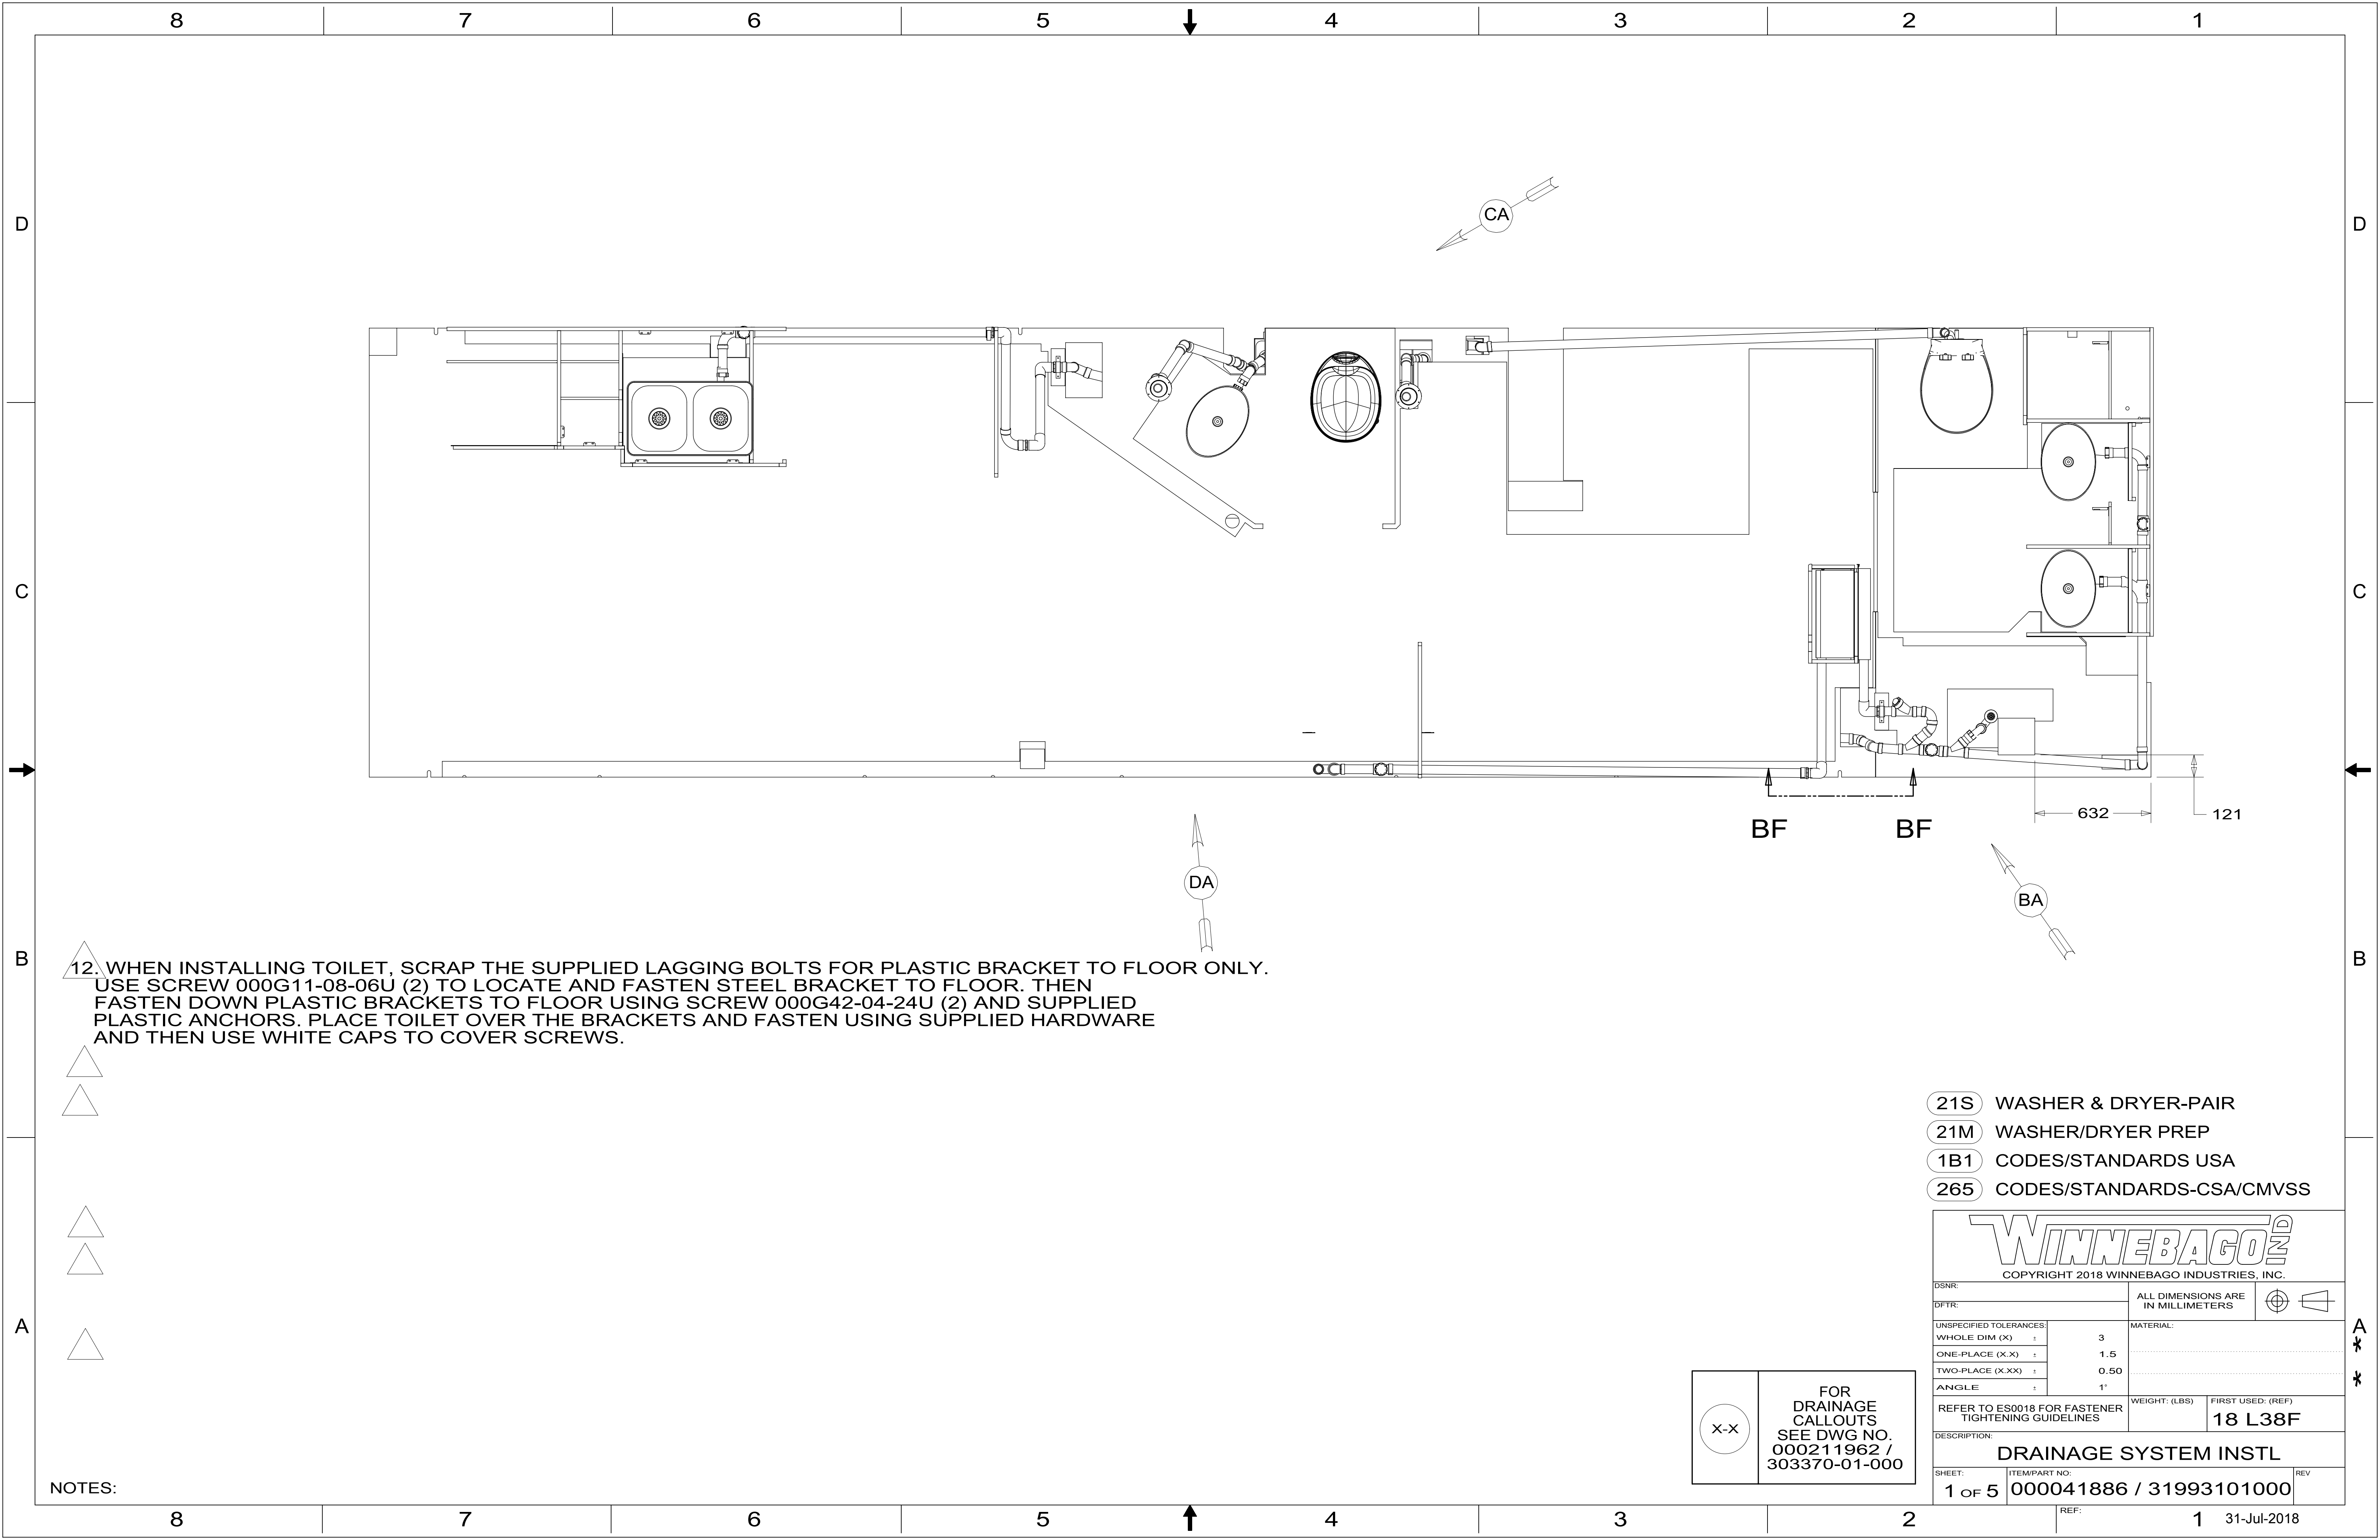 8 7 6 5 4 3 2 1
D D
CA
C C
632
121
BF BF
DA
BA
B B
12. WHEN INSTALLING TOILET, SCRAP THE SUPPLIED LAGGING BOLTS FOR PLASTIC BRACKET TO FLOOR ONLY.
USE SCREW 000G11-08-06U (2) TO LOCATE AND FASTEN STEEL BRACKET TO FLOOR. THEN
FASTEN DOWN PLASTIC BRACKETS TO FLOOR USING SCREW 000G42-04-24U (2) AND SUPPLIED
PLASTIC ANCHORS. PLACE TOILET OVER THE BRACKETS AND FASTEN USING SUPPLIED HARDWARE
AND THEN USE WHITE CAPS TO COVER SCREWS.
21S WASHER & DRYER-PAIR
21M WASHER/DRYER PREP
1B1 CODES/STANDARDS USA
265 CODES/STANDARDS-CSA/CMVSS
WINNEBAGO IND
COPYRIGHT 2018 WINNEBAGO INDUSTRIES, INC.
DSNR:
DFTR:
ALL DIMENSIONS ARE
IN MILLIMETERS
UNSPECIFIED TOLERANCES:
WHOLE DIM (X) ± 3
ONE-PLACE (X.X) ± 1.5
TWO-PLACE (X.XX) ± 0.50
ANGLE ± 1°
MATERIAL:
A A
REFER TO ES0018 FOR FASTENER
TIGHTENING GUIDELINES
WEIGHT: (LBS)
FIRST USED: (REF)
18 L38F
DESCRIPTION:
DRAINAGE SYSTEM INSTL
SHEET:
1 OF 5
ITEM/PART NO:
000041886 / 31993101000
REV
X-X
FOR
DRAINAGE
CALLOUTS
SEE DWG NO.
000211962 /
303370-01-000
NOTES:
8 7 6 5 4 3 2 1
REF:
31-Jul-2018